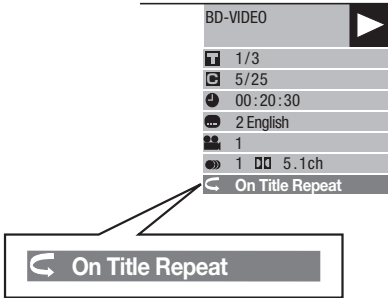 BD-VIDEO
T 1/3
C 5/25
00:20:30
2 English
1
1 DD 5.1ch
On Title Repeat
On Title Repeat